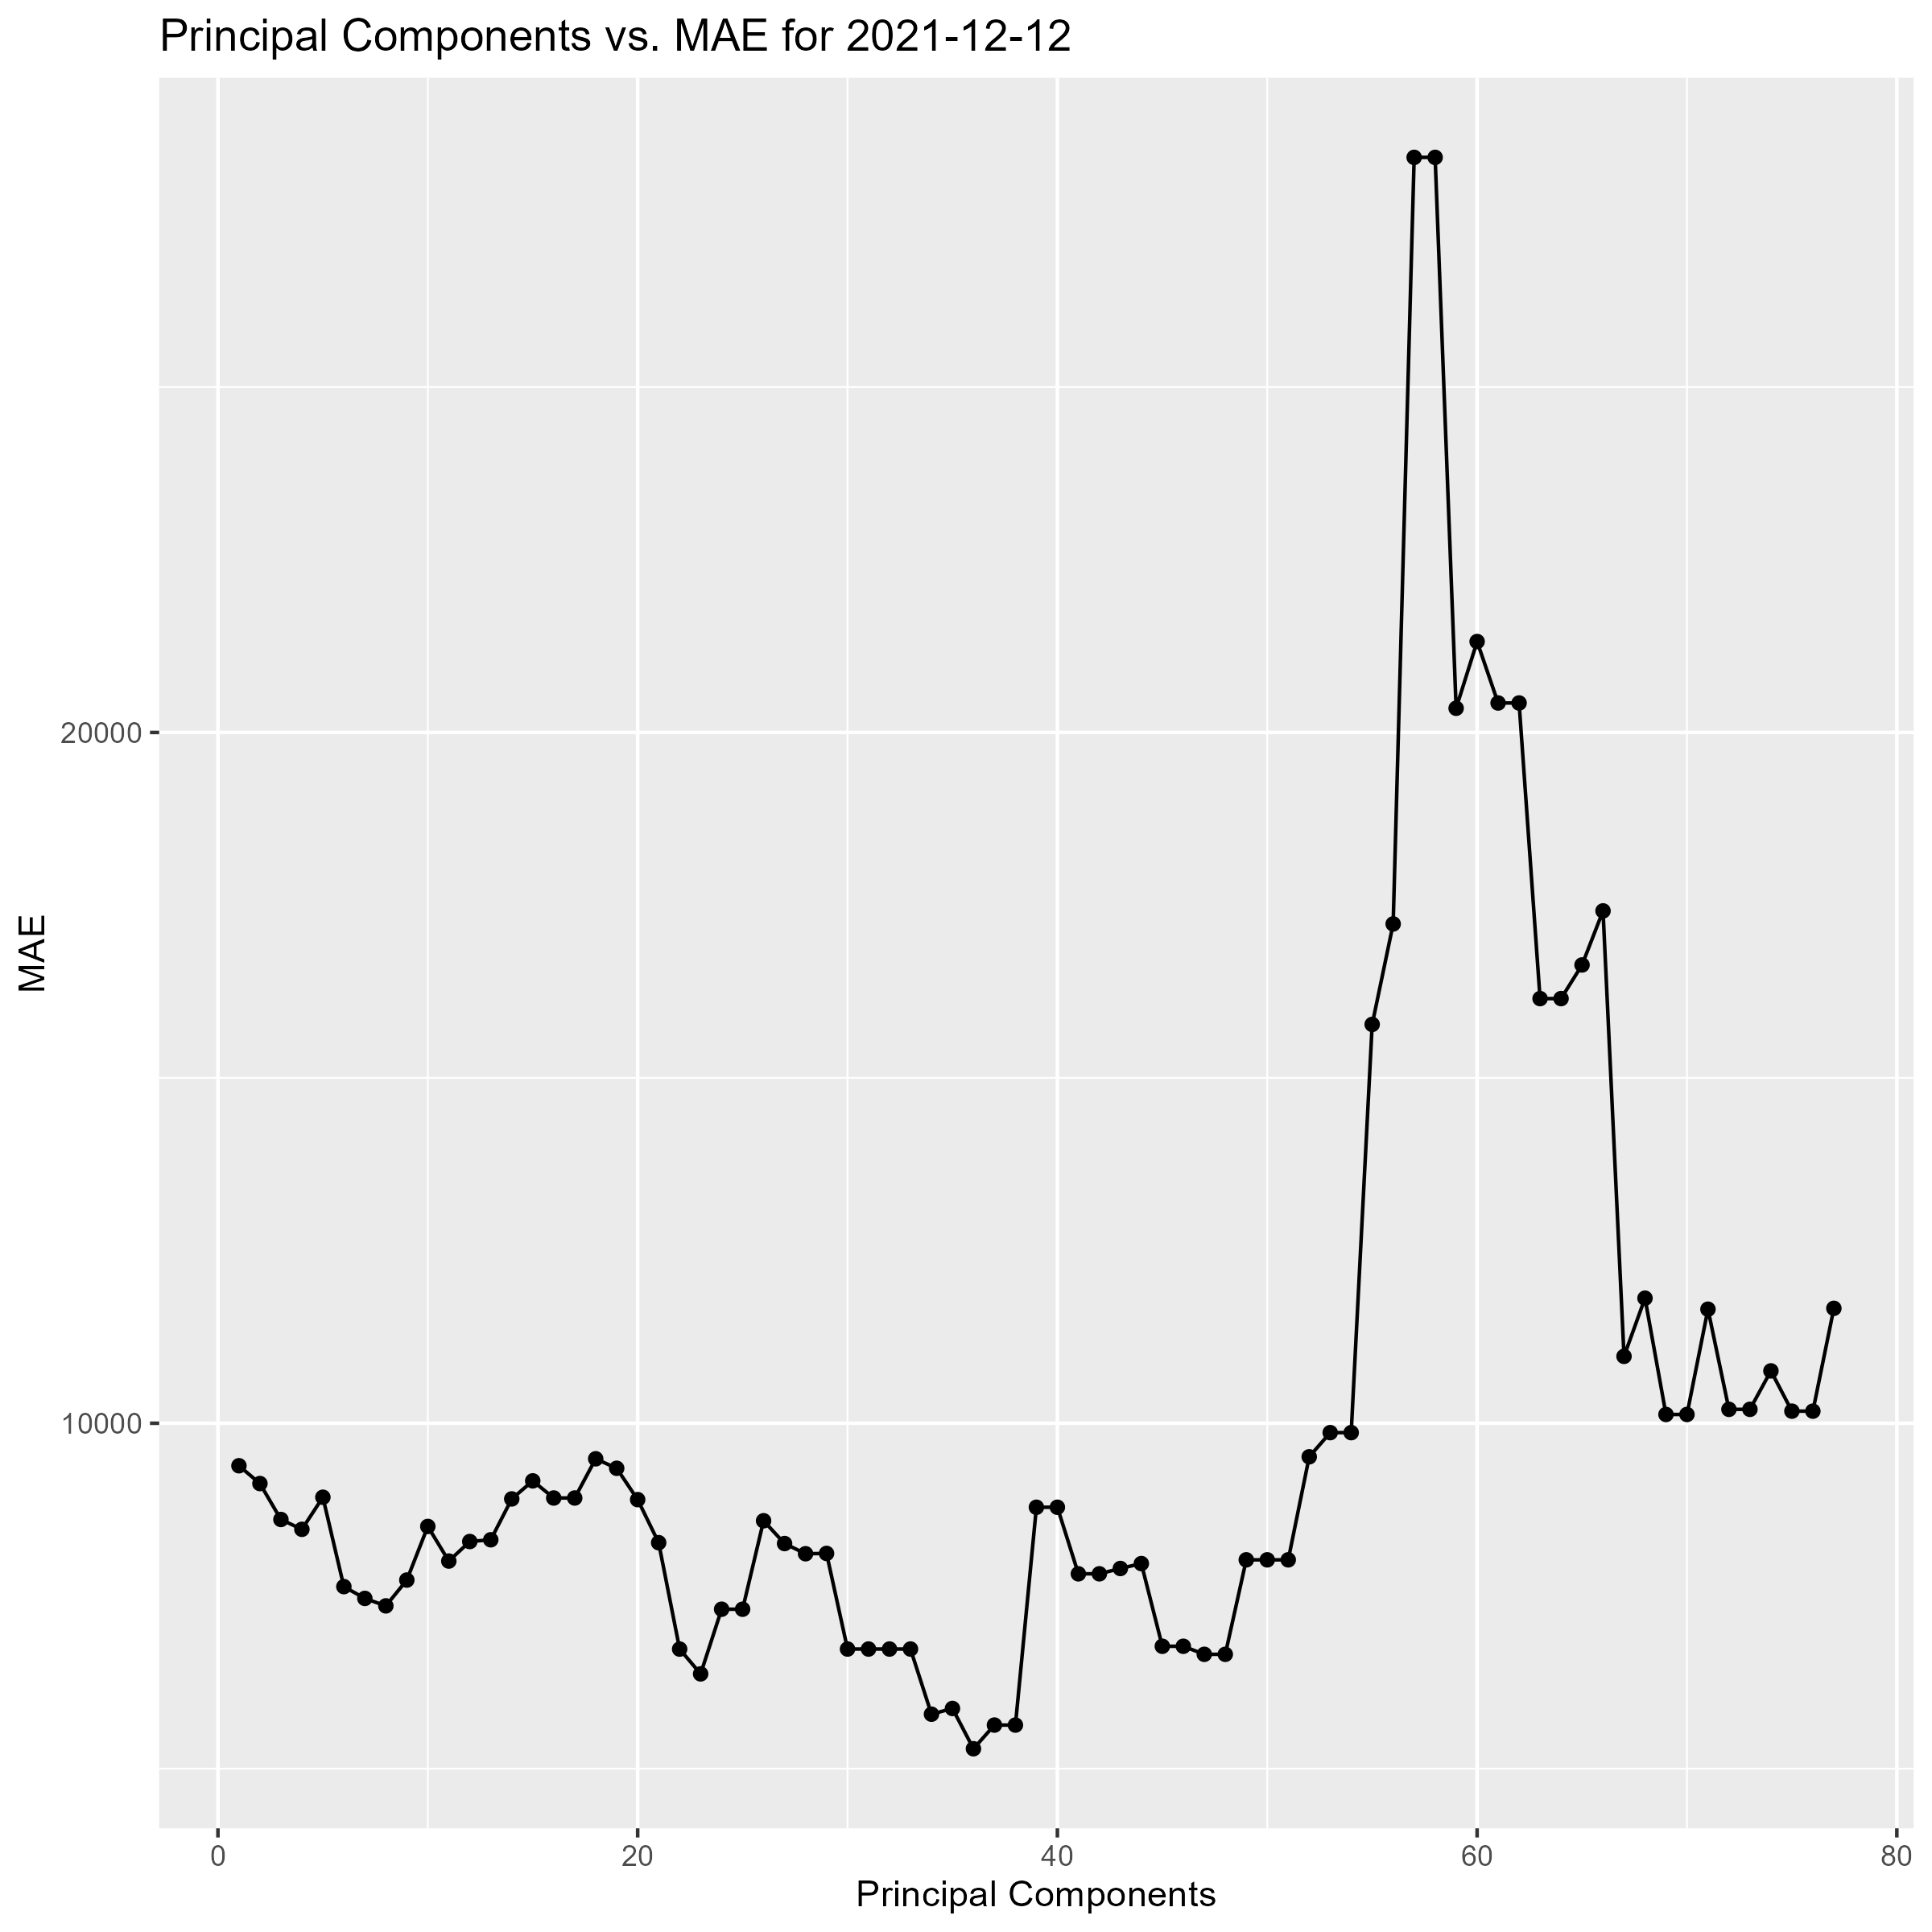 Principal Components vs. MAE for 2021-12-12
MAE
20000
10000
0 20 40 60 80
Principal Components